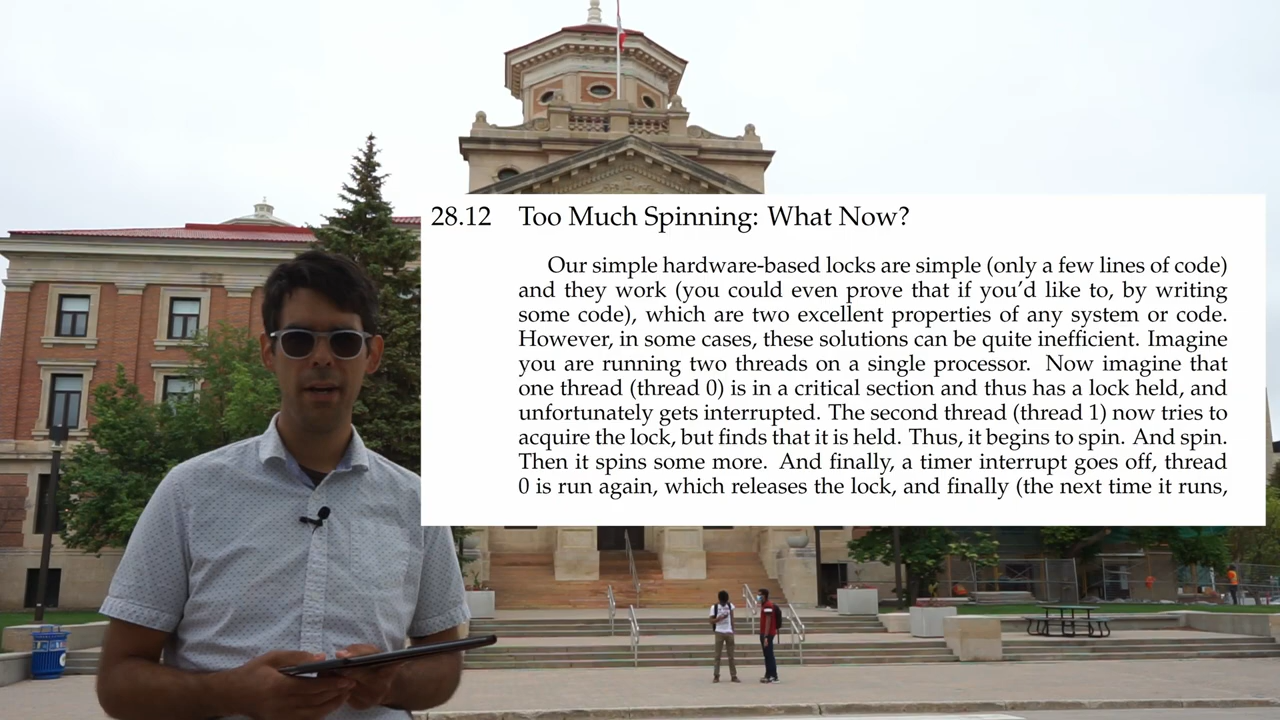 28.12 Too Much Spinning: What Now?
Our simple hardware-based locks are simple (only a few lines of code)
and they work (you could even prove that if you'd like to, by writing
some code), which are two excellent properties of any system or code.
However, in some cases, these solutions can be quite inefficient. Imagine
you are running two threads on a single processor. Now imagine that
one thread (thread 0) is in a critical section and thus has a lock held, and
unfortunately gets interrupted. The second thread (thread 1) now tries to
acquire the lock, but finds that it is held. Thus, it begins to spin. And spin.
Then it spins some more. And finally, a timer interrupt goes off, thread
0 is run again, which releases the lock, and finally (the next time it runs,